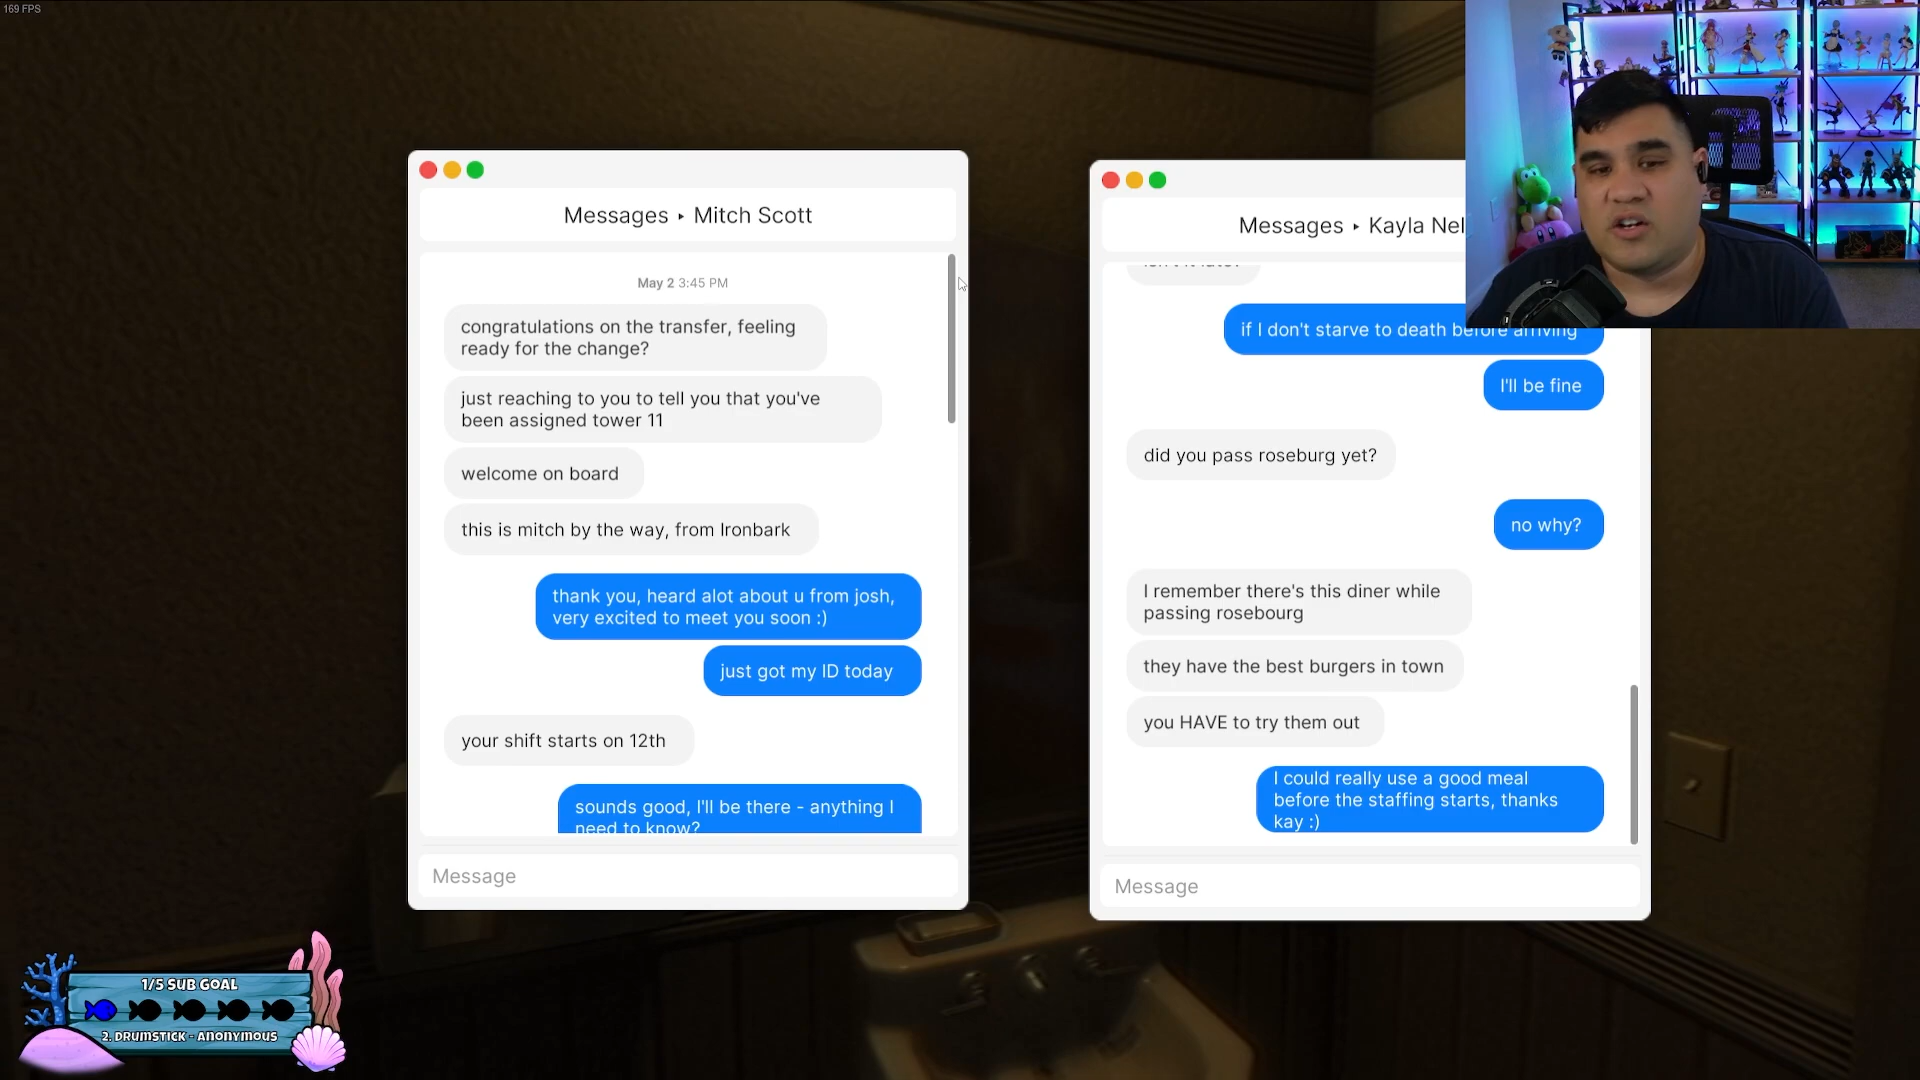 169 FPS
Messages ▸ Mitch Scott
May 2 3:45 PM
congratulations on the transfer, feeling
ready for the change?
just reaching to you to tell you that you've
been assigned tower 11
welcome on board
this is mitch by the way, from Ironbark
thank you, heard alot about u from josh,
very excited to meet you soon :)
just got my ID today
your shift starts on 12th
sounds good, I'll be there - anything I
need to know?
Message
Messages ▸ Kayla Nel
if I don't starve to death before arriving
I'll be fine
did you pass roseburg yet?
no why?
I remember there's this diner while
passing rosebourg
they have the best burgers in town
you HAVE to try them out
I could really use a good meal
before the staffing starts, thanks
kay :)
Message
1/5 SUB GOAL
2. DRUMSTICK - ANONYMOUS